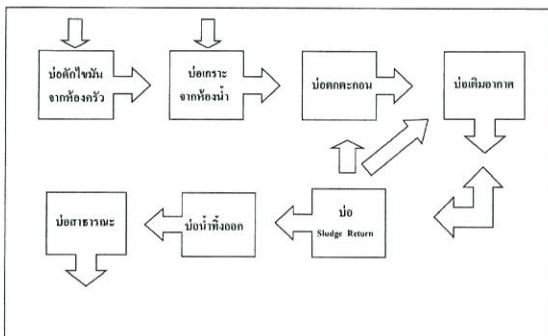 บ่อดักไขมัน
จากห้องครัว
บ่อเกราะ
จากห้องน้ำ
บ่อตกตะกอน
บ่อเติมอากาศ
บ่อสาธารณะ
บ่อน้ำทิ้งออก
บ่อ
Sludge Return